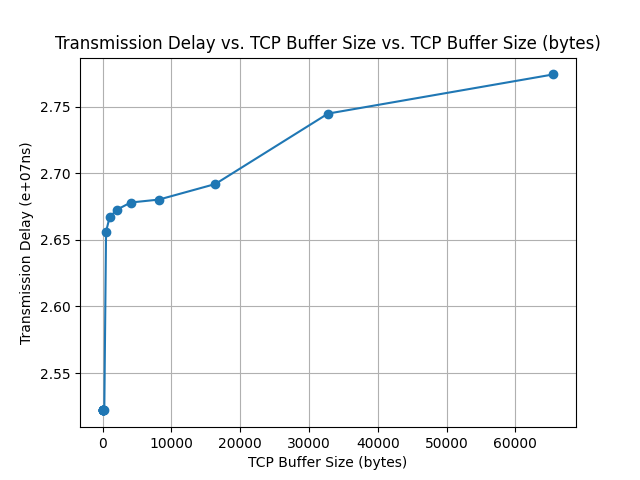 Transmission Delay vs. TCP Buffer Size vs. TCP Buffer Size (bytes)
Transmission Delay (e+07ns)
2.75
2.70
2.65
2.60
2.55
0 10000 20000 30000 40000 50000 60000
TCP Buffer Size (bytes)